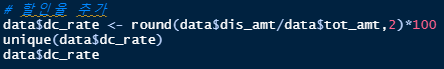 # 할인율 추가
data$dc_rate <- round(data$dis_amt/data$tot_amt,2)*100
unique(data$dc_rate)
data$dc_rate